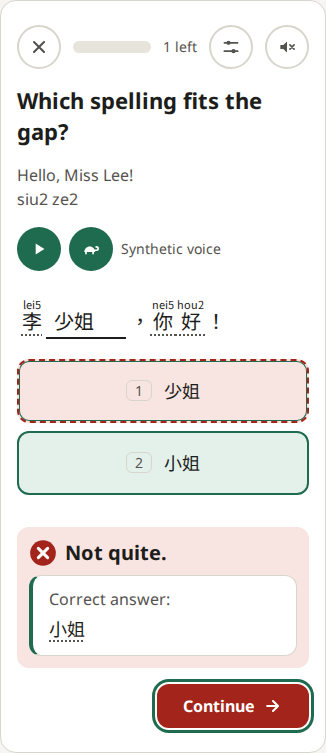 1 left
Which spelling fits the
gap?
Hello, Miss Lee!
siu2 ze2
Synthetic voice
lei5 nei5 hou2
李 少姐 ，你 好 ！
1 少姐
2 小姐
Not quite.
Correct answer:
小姐
Continue